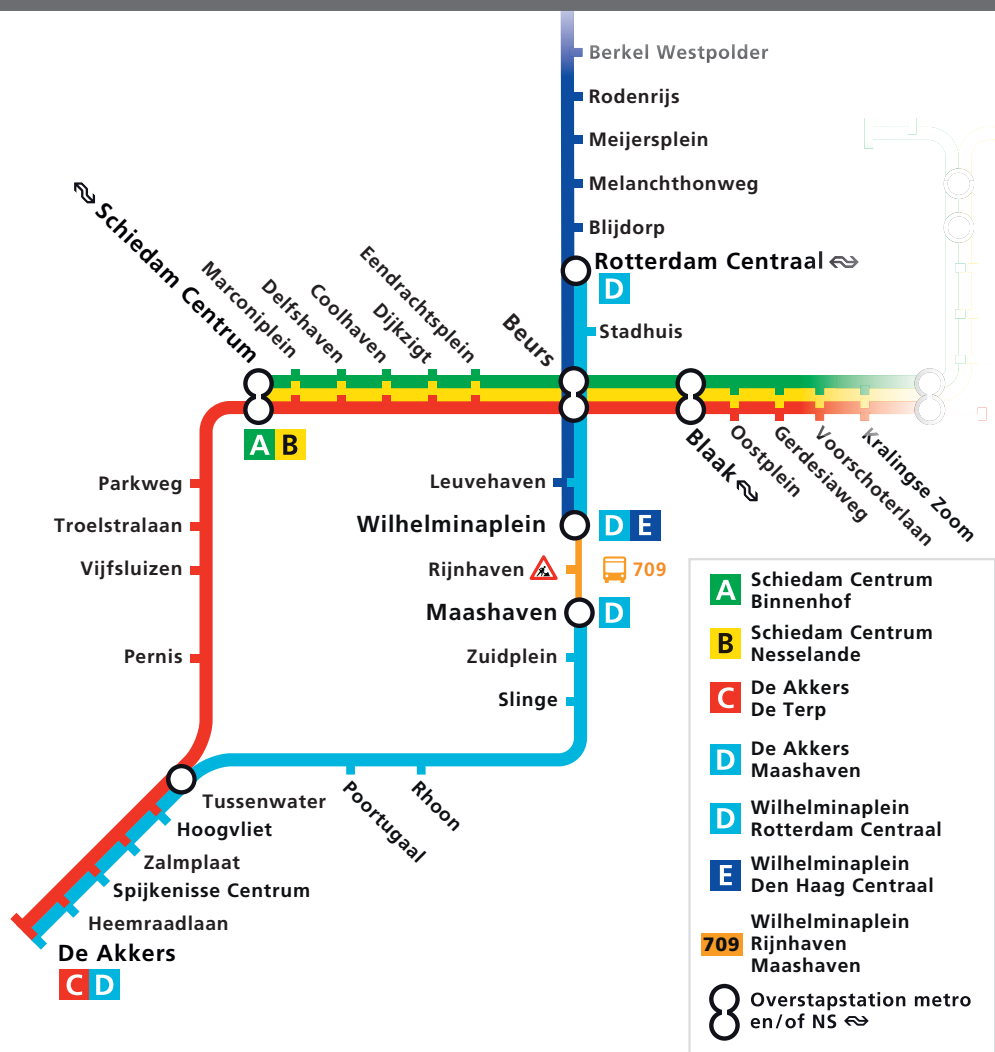 Berkel Westpolder
Rodenrijs
Meijersplein
Melanchthonweg
Blijdorp
Rotterdam Centraal
D
Stadhuis
Schiedam Centrum
Marconiplein
Delfshaven
Coolhaven
Dijkzigt
Eendrachtsplein
Beurs
A B
Blaak
Oostplein
Gerdesiaweg
Voorschoterlaan
Kralingse Zoom
Parkweg
Troelstralaan
Vijfsluizen
Pernis
Leuvehaven
Wilhelminaplein
D E
Rijnhaven
709
Maashaven
D
Zuidplein
Slinge
Tussenwater
Hoogvliet
Zalmplaat
Spijkenisse Centrum
Heemraadlaan
De Akkers
C D
Poortugaal
Rhoon
A Schiedam Centrum
Binnenhof
B Schiedam Centrum
Nesselande
C De Akkers
De Terp
D De Akkers
Maashaven
D Wilhelminaplein
Rotterdam Centraal
E Wilhelminaplein
Den Haag Centraal
709 Wilhelminaplein
Rijnhaven
Maashaven
Overstapstation metro
en/of NS